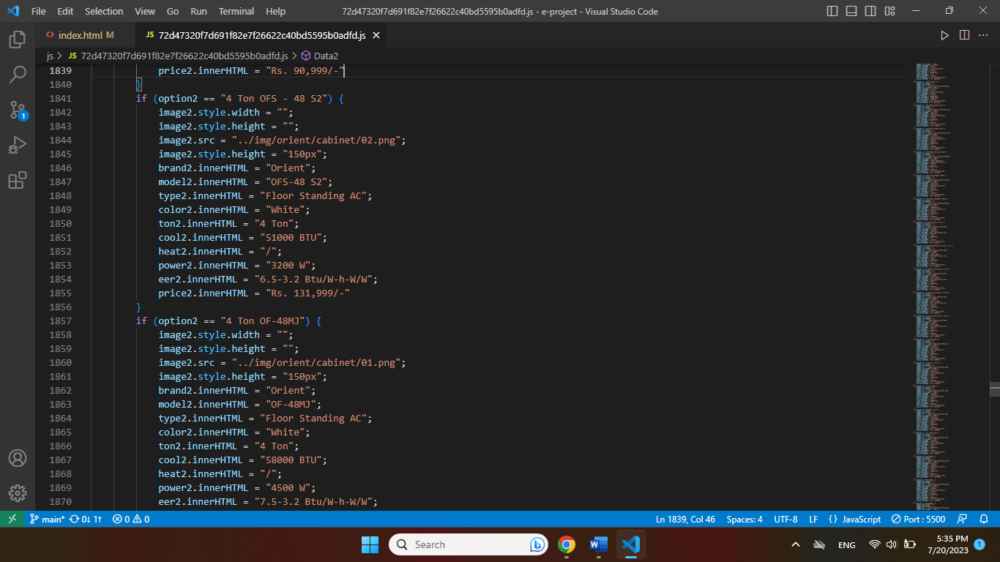 File Edit Selection View Go Run Terminal Help 72d47320f7d691f82e7f26622c40bd5595b0adfd.js - e-project - Visual Studio Code
<> index.html M JS 72d47320f7d691f82e7f26622c40bd5595b0adfd.js
js > JS 72d47320f7d691f82e7f26622c40bd5595b0adfd.js > Data2
1839 price2.innerHTML = "Rs. 90,999/-"
1840 }
1841 if (option2 == "4 Ton OFS - 48 S2") {
1842 image2.style.width = "";
1843 image2.style.height = "";
1844 image2.src = "../img/orient/cabinet/02.png";
1845 image2.style.height = "150px";
1846 brand2.innerHTML = "Orient";
1847 model2.innerHTML = "OFS-48 S2";
1848 type2.innerHTML = "Floor Standing AC";
1849 color2.innerHTML = "White";
1850 ton2.innerHTML = "4 Ton";
1851 cool2.innerHTML = "51000 BTU";
1852 heat2.innerHTML = "/";
1853 power2.innerHTML = "3200 W";
1854 eer2.innerHTML = "6.5-3.2 Btu/W-h-W/W";
1855 price2.innerHTML = "Rs. 131,999/-"
1856 }
1857 if (option2 == "4 Ton OF-48MJ") {
1858 image2.style.width = "";
1859 image2.style.height = "";
1860 image2.src = "../img/orient/cabinet/01.png";
1861 image2.style.height = "150px";
1862 brand2.innerHTML = "Orient";
1863 model2.innerHTML = "OF-48MJ";
1864 type2.innerHTML = "Floor Standing AC";
1865 color2.innerHTML = "White";
1866 ton2.innerHTML = "4 Ton";
1867 cool2.innerHTML = "58000 BTU";
1868 heat2.innerHTML = "/";
1869 power2.innerHTML = "4500 W";
1870 eer2.innerHTML = "7.5-3.2 Btu/W-h-W/W";
1
main* 0↓ 1↑ 0 0 Ln 1839, Col 46 Spaces: 4 UTF-8 LF {} JavaScript Port : 5500
Search ENG 5:35 PM
7/20/2023 1